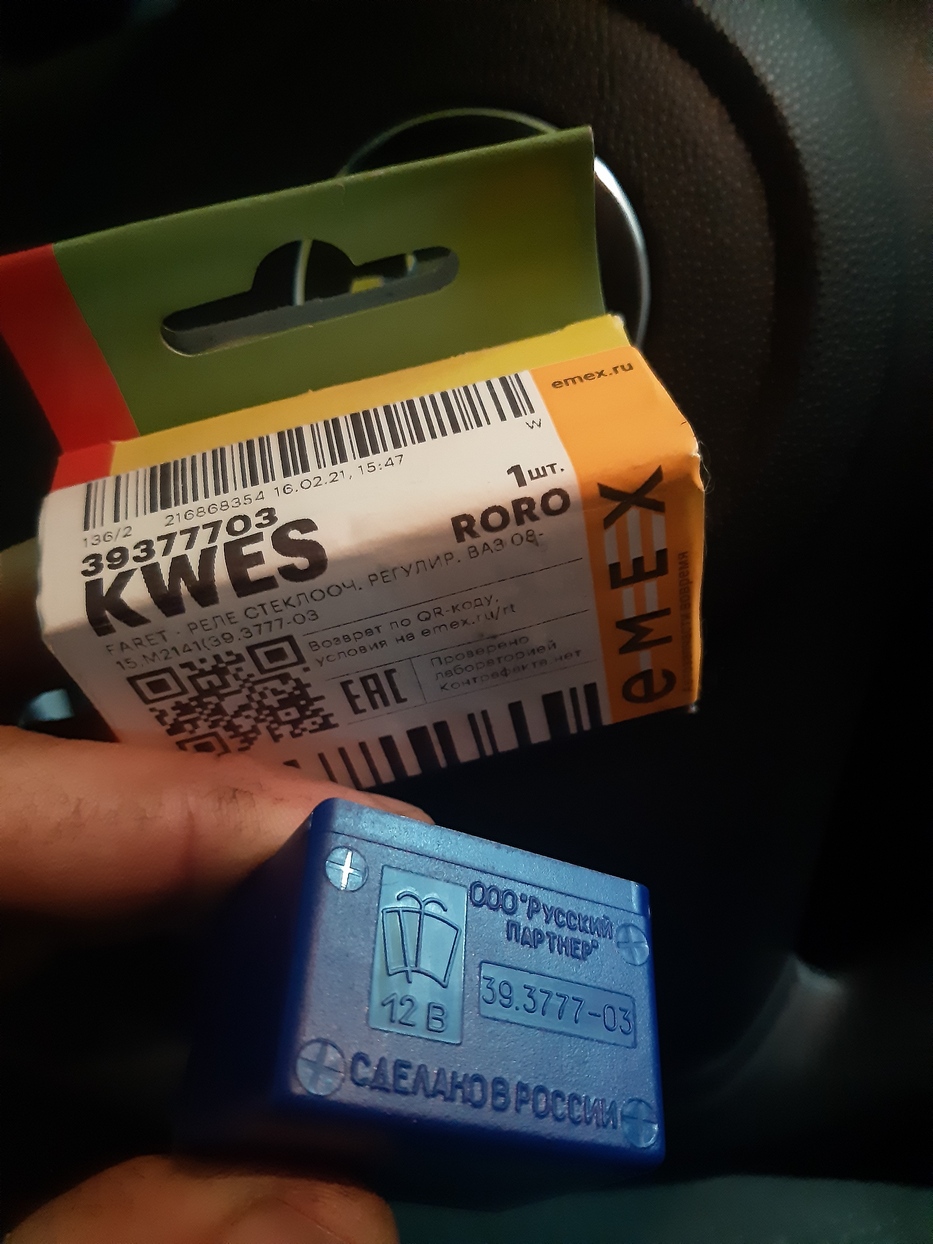 emex.ru
W
136/2 216868354 16.02.21, 15:47
1шт.
39377703
RORO
KWES
FARET · РЕЛЕ СТЕКЛООЧ. РЕГУЛИР. ВАЗ 08-
15.М2141(39.3777-03
Возврат по QR-коду,
условия на emex.ru/rt
EAC
Проверено
лабораторией
Контрафакта.нет
eMEX
ООО "РУССКИЙ
ПАРТНЕР"
39.3777-03
12 В
СДЕЛАНО В РОССИИ